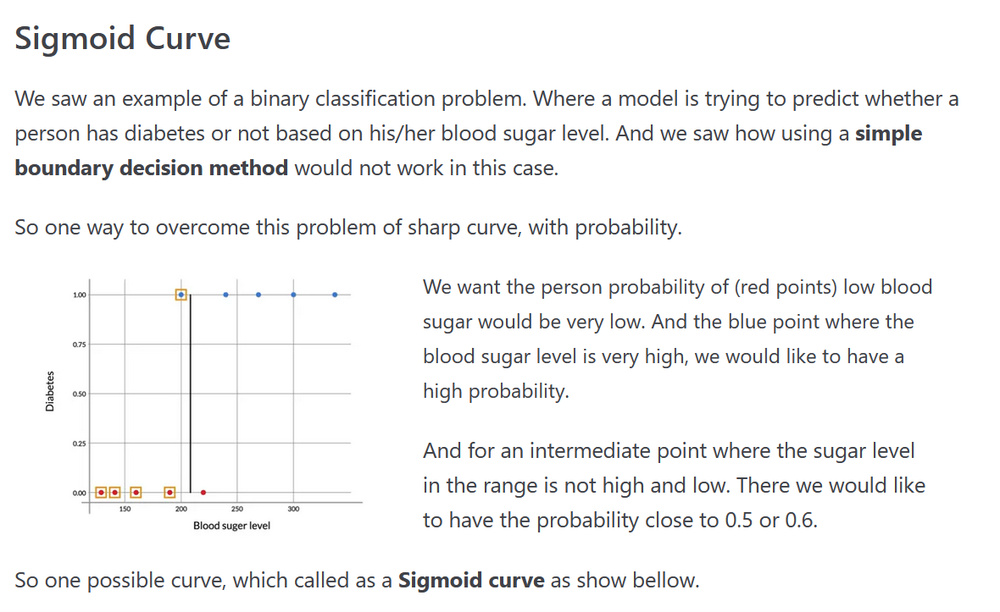 Sigmoid Curve
We saw an example of a binary classification problem. Where a model is trying to predict whether a
person has diabetes or not based on his/her blood sugar level. And we saw how using a simple
boundary decision method would not work in this case.
So one way to overcome this problem of sharp curve, with probability.
1.00
0.75
0.50
0.25
0.00
Diabetes
150 200 250 300
Blood suger level
We want the person probability of (red points) low blood
sugar would be very low. And the blue point where the
blood sugar level is very high, we would like to have a
high probability.
And for an intermediate point where the sugar level
in the range is not high and low. There we would like
to have the probability close to 0.5 or 0.6.
So one possible curve, which called as a Sigmoid curve as show bellow.